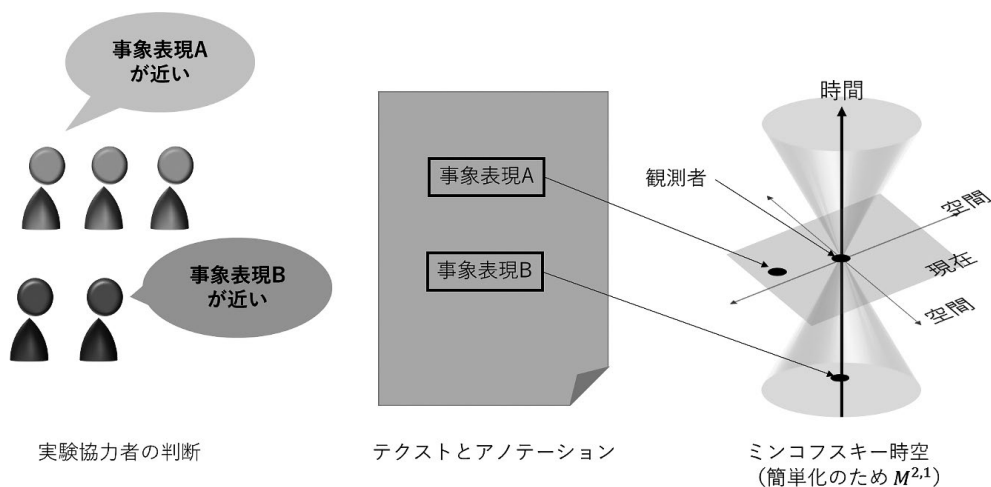 事象表現A
が近い
事象表現B
が近い
実験協力者の判断
事象表現A
事象表現B
テクストとアノテーション
時間
観測者
空間
現在
空間
ミンコフスキー時空
（簡単化のため M²,¹）